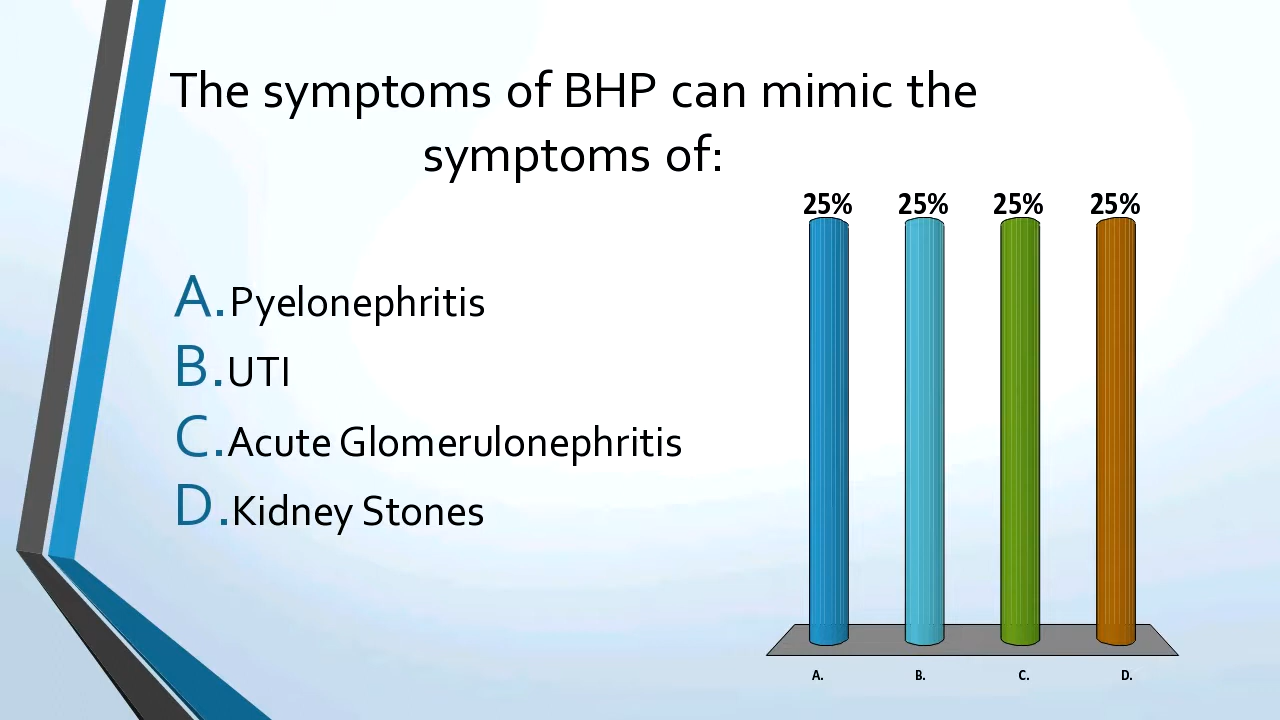 The symptoms of BHP can mimic the
symptoms of:
25% 25% 25% 25%
A. Pyelonephritis
B. UTI
C. Acute Glomerulonephritis
D. Kidney Stones
A. B. C. D.